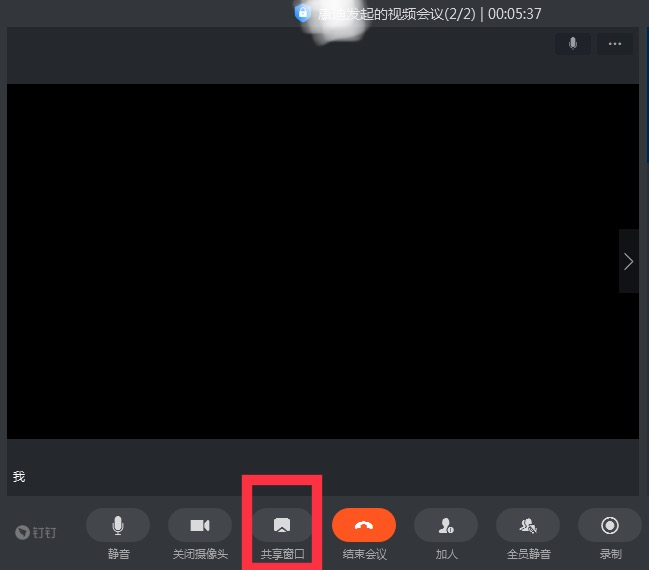 发起的视频会议(2/2) | 00:05:37
我
钉钉
静音
关闭摄像头
共享窗口
结束会议
加人
全员静音
录制